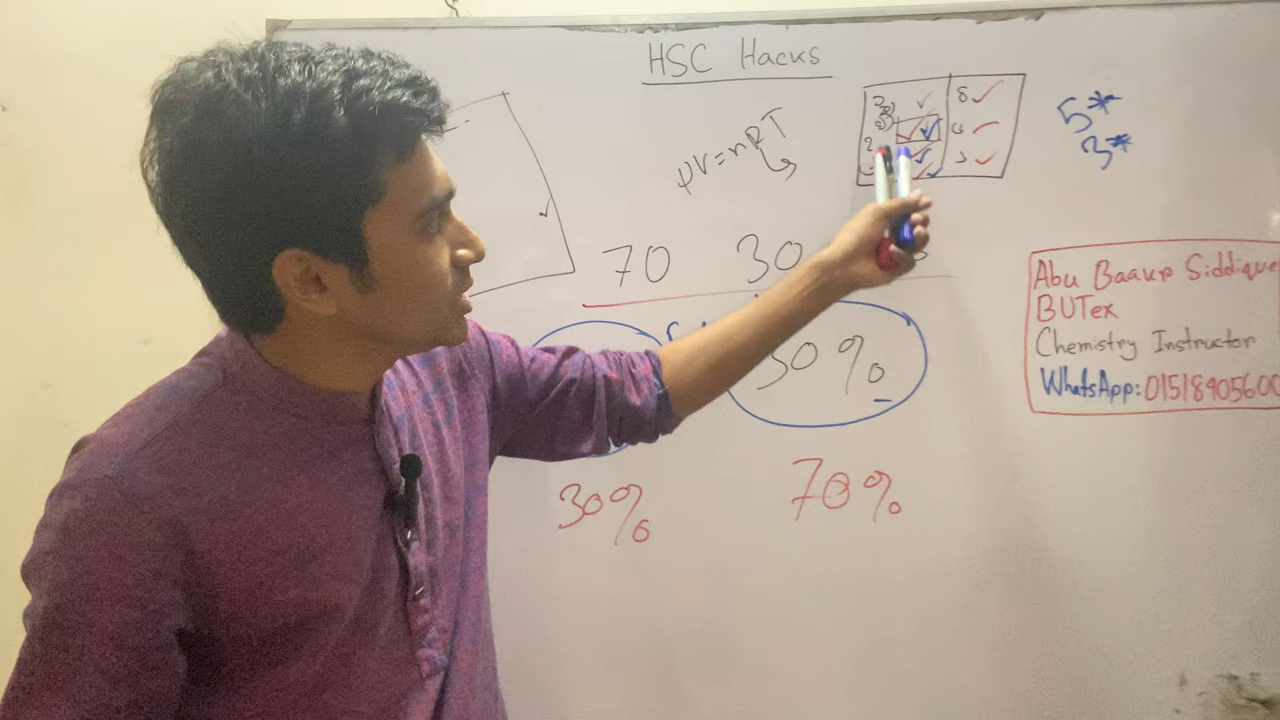 HSC Hacks
PV=nRT
8
5*
3*
70 30
30%
30% 70%
Abu Baakr Siddique
BUTex
Chemistry Instructor
WhatsApp: 0151840560